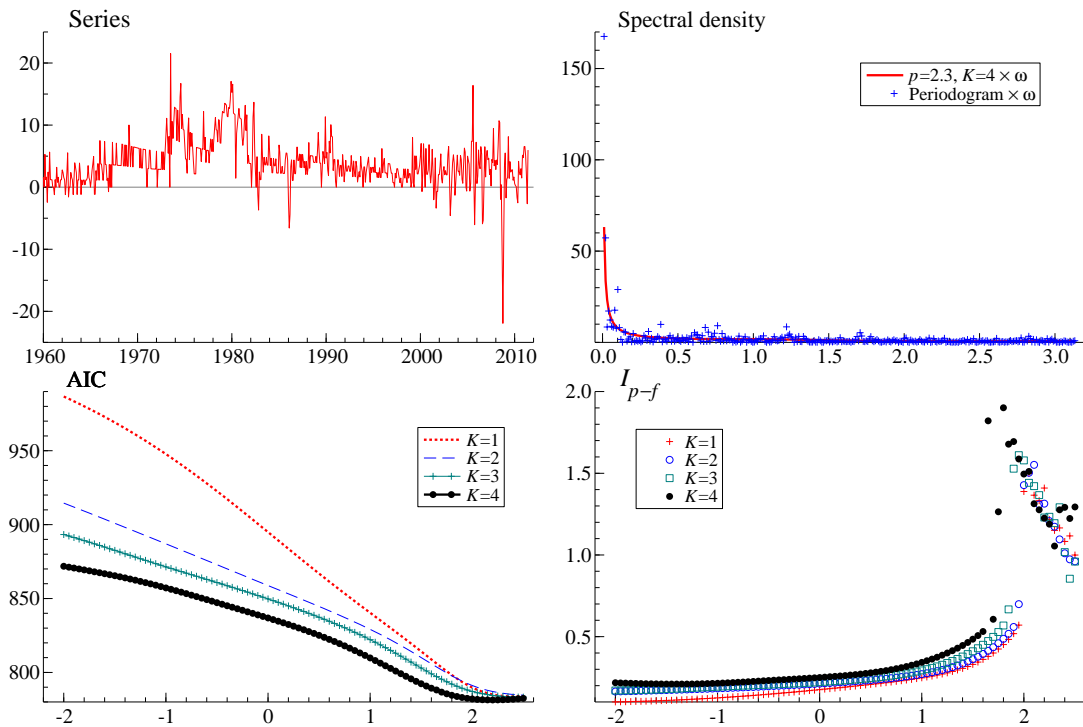 Series
20
10
0
-10
-20
1960 1970 1980 1990 2000 2010
Spectral density
150
100
50
p=2.3, K=4 × ω
Periodogram × ω
0.0 0.5 1.0 1.5 2.0 2.5 3.0
AIC
950
900
850
800
K=1
K=2
K=3
K=4
-2 -1 0 1 2
I_{p−f}
2.0
1.5
1.0
0.5
K=1
K=2
K=3
K=4
-2 -1 0 1 2